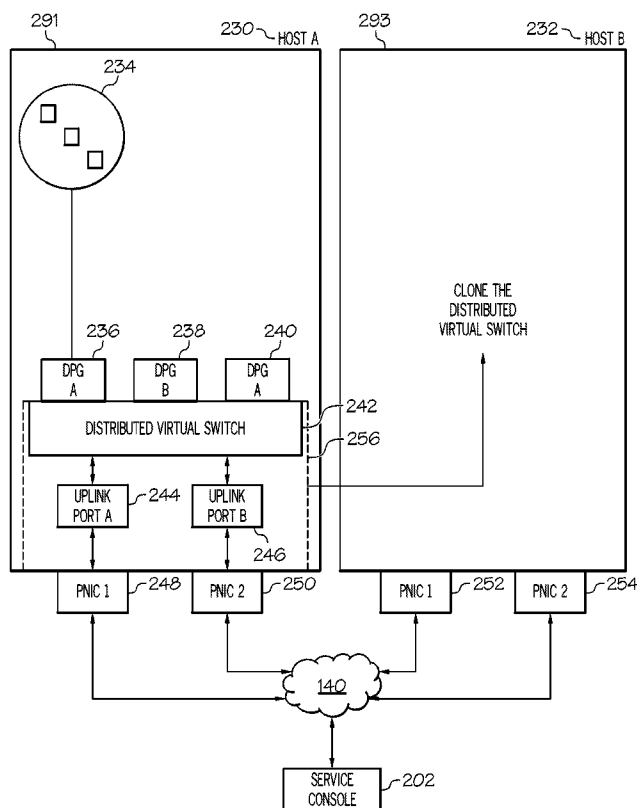 291
230
HOST A
293
232
HOST B
234
CLONE THE
DISTRIBUTED
VIRTUAL SWITCH
236
238
240
DPG
A
DPG
B
DPG
A
DISTRIBUTED VIRTUAL SWITCH
242
256
UPLINK
PORT A
244
UPLINK
PORT B
246
PNIC 1
248
PNIC 2
250
PNIC 1
252
PNIC 2
254
140
SERVICE
CONSOLE
202